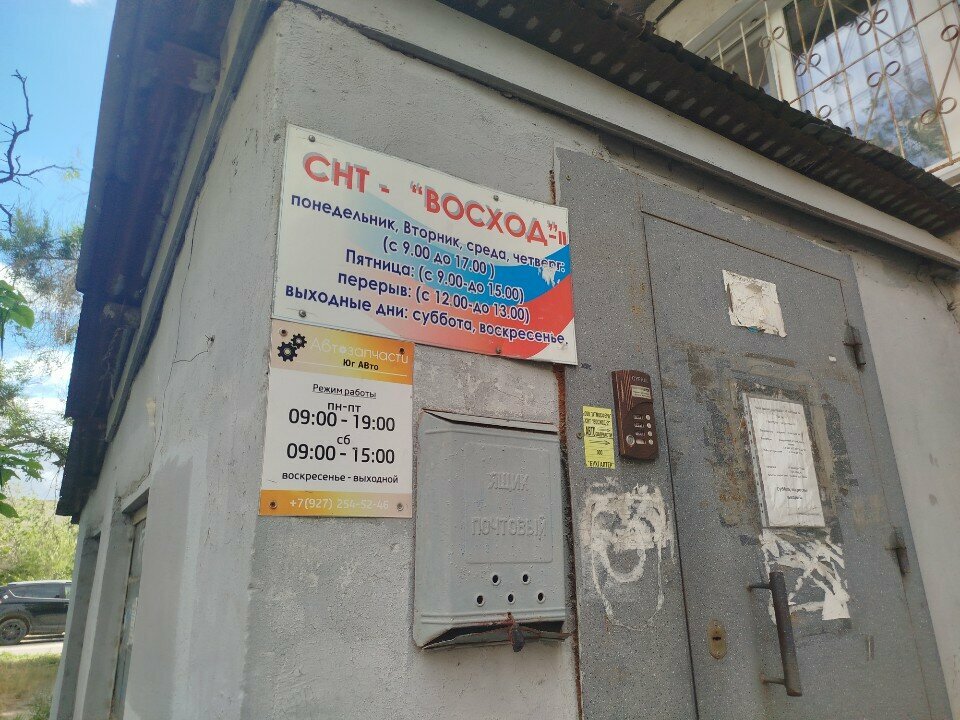 СНТ - "ВОСХОД"-II
понедельник, Вторник, среда, четверг:
(с 9.00 до 17.00)
Пятница: (с 9.00-до 15.00)
перерыв: (с 12.00-до 13.00)
выходные дни: суббота, воскресенье.
Автозапчасти
Юг АВто
Режим работы
пн-пт
09:00 - 19:00
сб
09:00 - 15:00
воскресенье - выходной
+7(927) 254-52-46
ЯЩИК
ПОЧТОВЫЙ